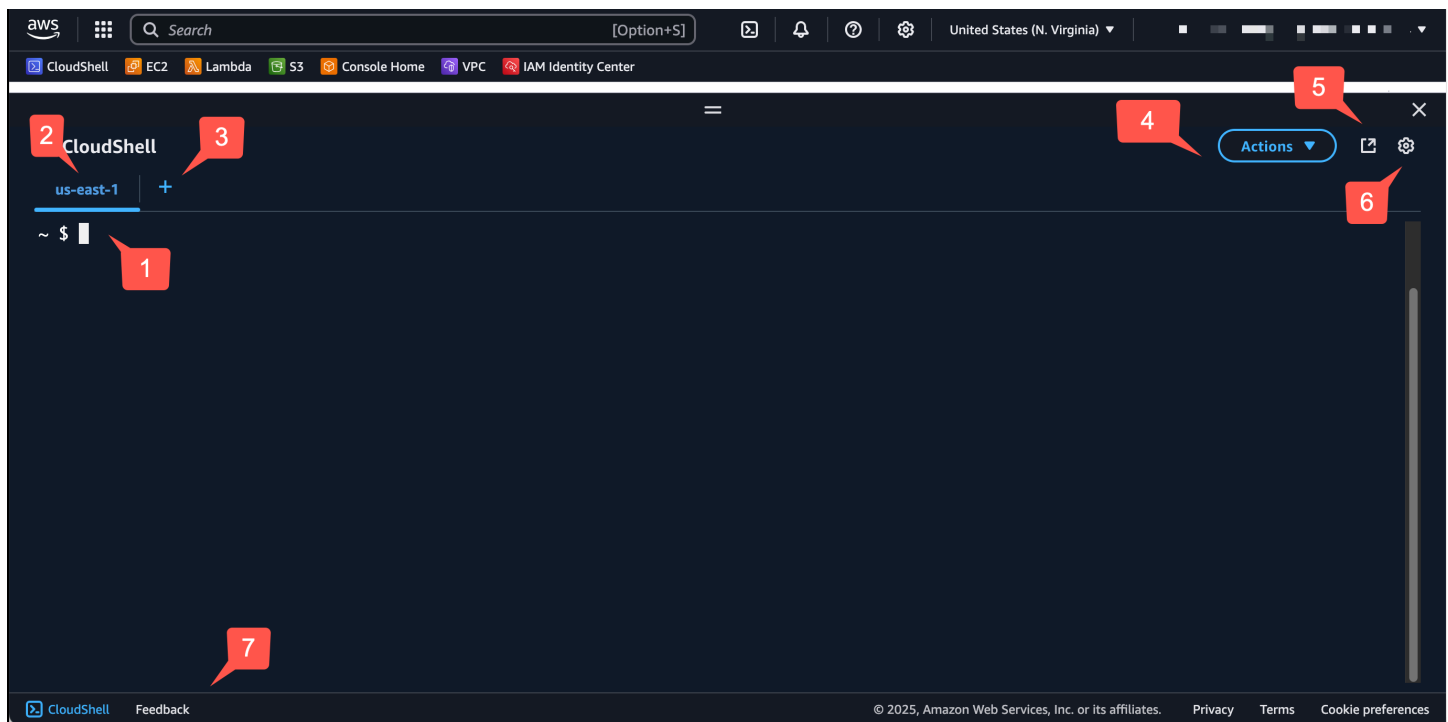 aws Search [Option+S] United States (N. Virginia)
CloudShell EC2 Lambda S3 Console Home VPC IAM Identity Center
5
4
2 CloudShell 3 Actions
us-east-1 +
6
~ $
1
7
CloudShell Feedback © 2025, Amazon Web Services, Inc. or its affiliates. Privacy Terms Cookie preferences